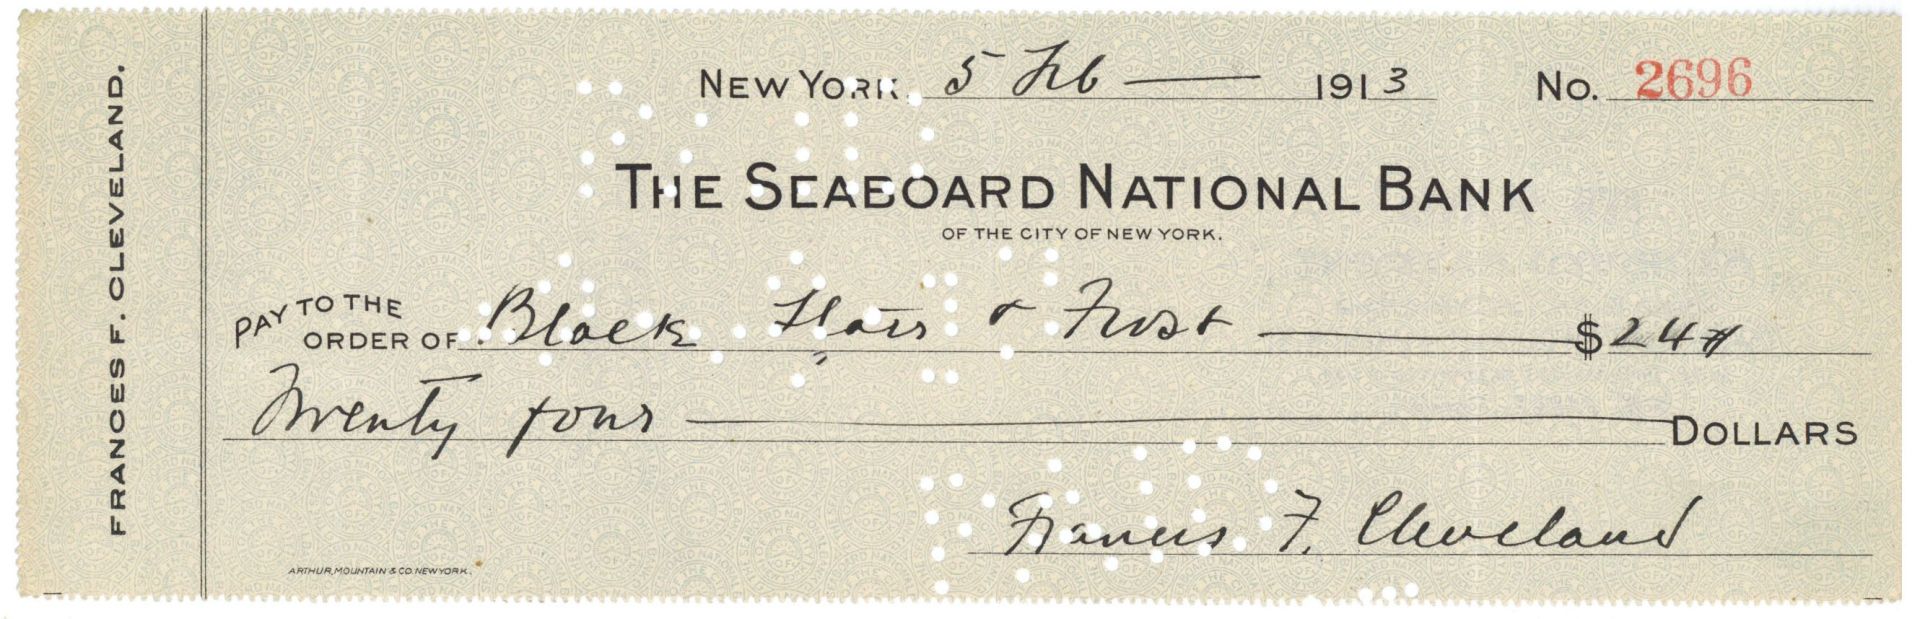 FRANCES F. CLEVELAND.
NEW YORK, 5 Feb 1913 No. 2696
THE SEABOARD NATIONAL BANK
OF THE CITY OF NEW YORK.
PAY TO THE ORDER OF Black, Starr & Frost $24
Twenty four DOLLARS
Frances F. Cleveland
ARTHUR, MOUNTAIN & CO. NEW YORK.